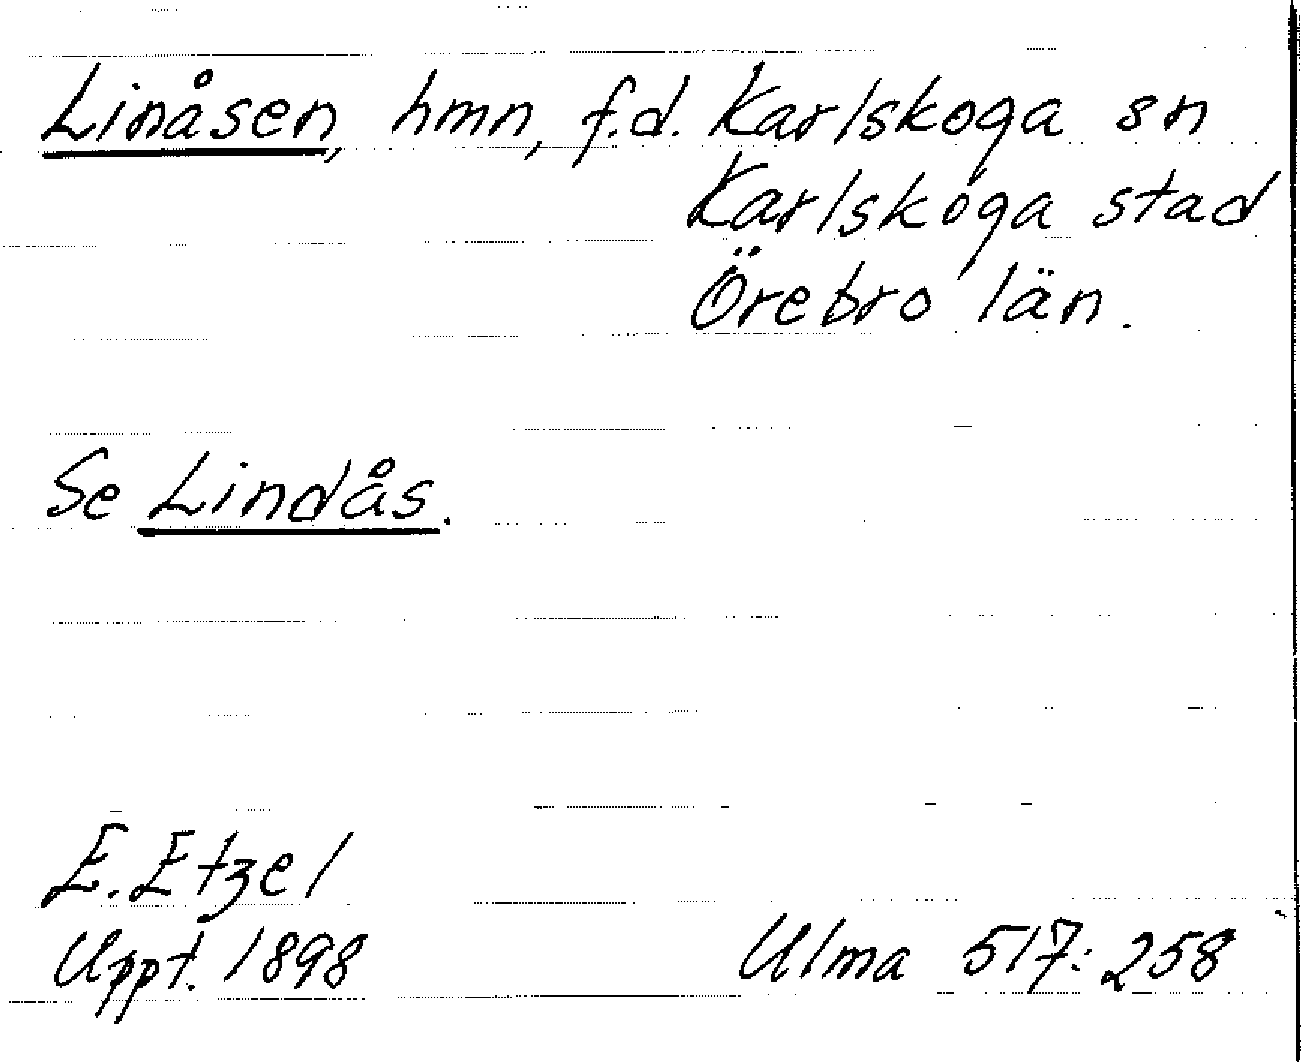 Linåsen, hmn, f.d. Karlskoga sn
Karlskoga stad
Örebro län.
Se Lindås.
E. Etzel
Uppt. 1898
Ulma 517:258